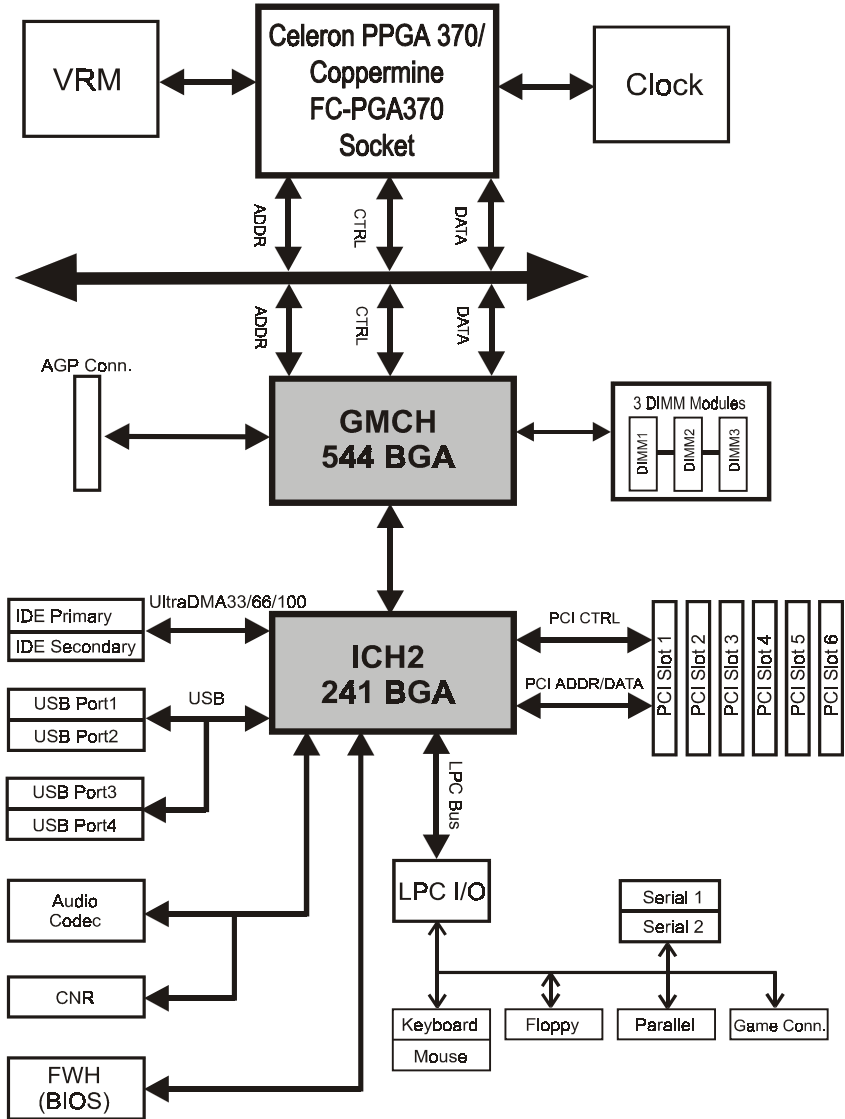 VRM
Celeron PPGA 370/
Coppermine
FC-PGA370
Socket
Clock
ADDR
CTRL
DATA
ADDR
CTRL
DATA
AGP Conn.
GMCH
544 BGA
3 DIMM Modules
DIMM1
DIMM2
DIMM3
UltraDMA33/66/100
IDE Primary
IDE Secondary
ICH2
241 BGA
PCI CTRL
PCI ADDR/DATA
PCI Slot 1
PCI Slot 2
PCI Slot 3
PCI Slot 4
PCI Slot 5
PCI Slot 6
USB
USB Port1
USB Port2
USB Port3
USB Port4
LPC Bus
LPC I/O
Audio
Codec
CNR
FWH
(BIOS)
Serial 1
Serial 2
Keyboard
Mouse
Floppy
Parallel
Game Conn.